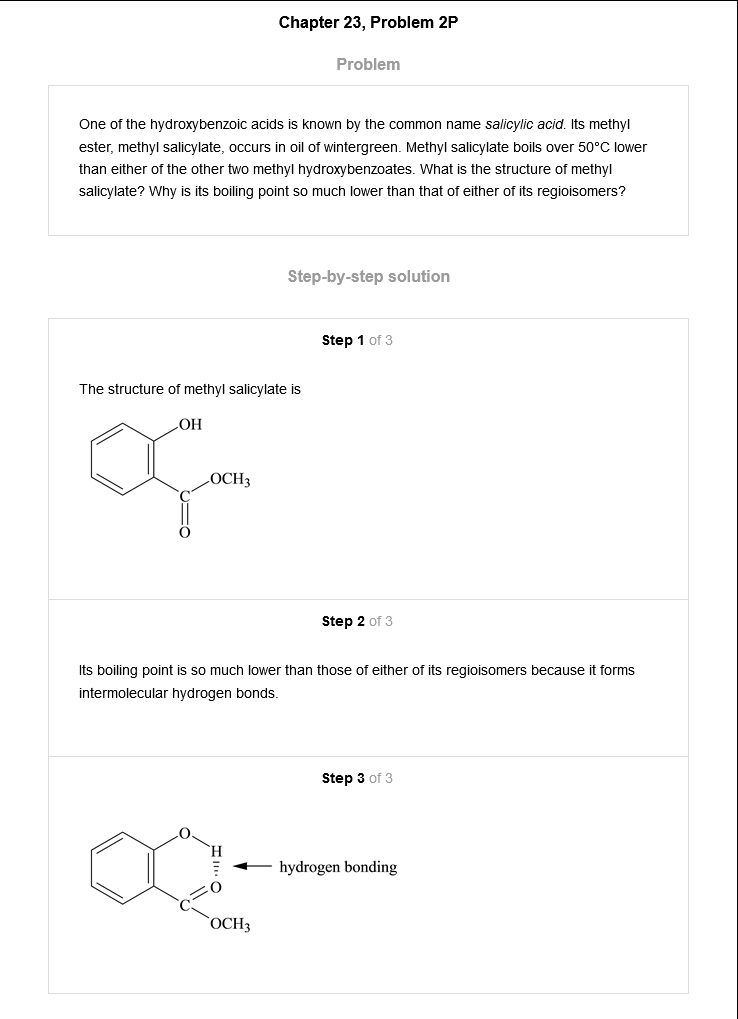 Chapter 23, Problem 2P
Problem
One of the hydroxybenzoic acids is known by the common name salicylic acid. Its methyl
ester, methyl salicylate, occurs in oil of wintergreen. Methyl salicylate boils over 50°C lower
than either of the other two methyl hydroxybenzoates. What is the structure of methyl
salicylate? Why is its boiling point so much lower than that of either of its regioisomers?
Step-by-step solution
Step 1 of 3
The structure of methyl salicylate is
OH
OCH3
C
O
Step 2 of 3
Its boiling point is so much lower than those of either of its regioisomers because it forms
intermolecular hydrogen bonds.
Step 3 of 3
O
H
hydrogen bonding
O
C
OCH3